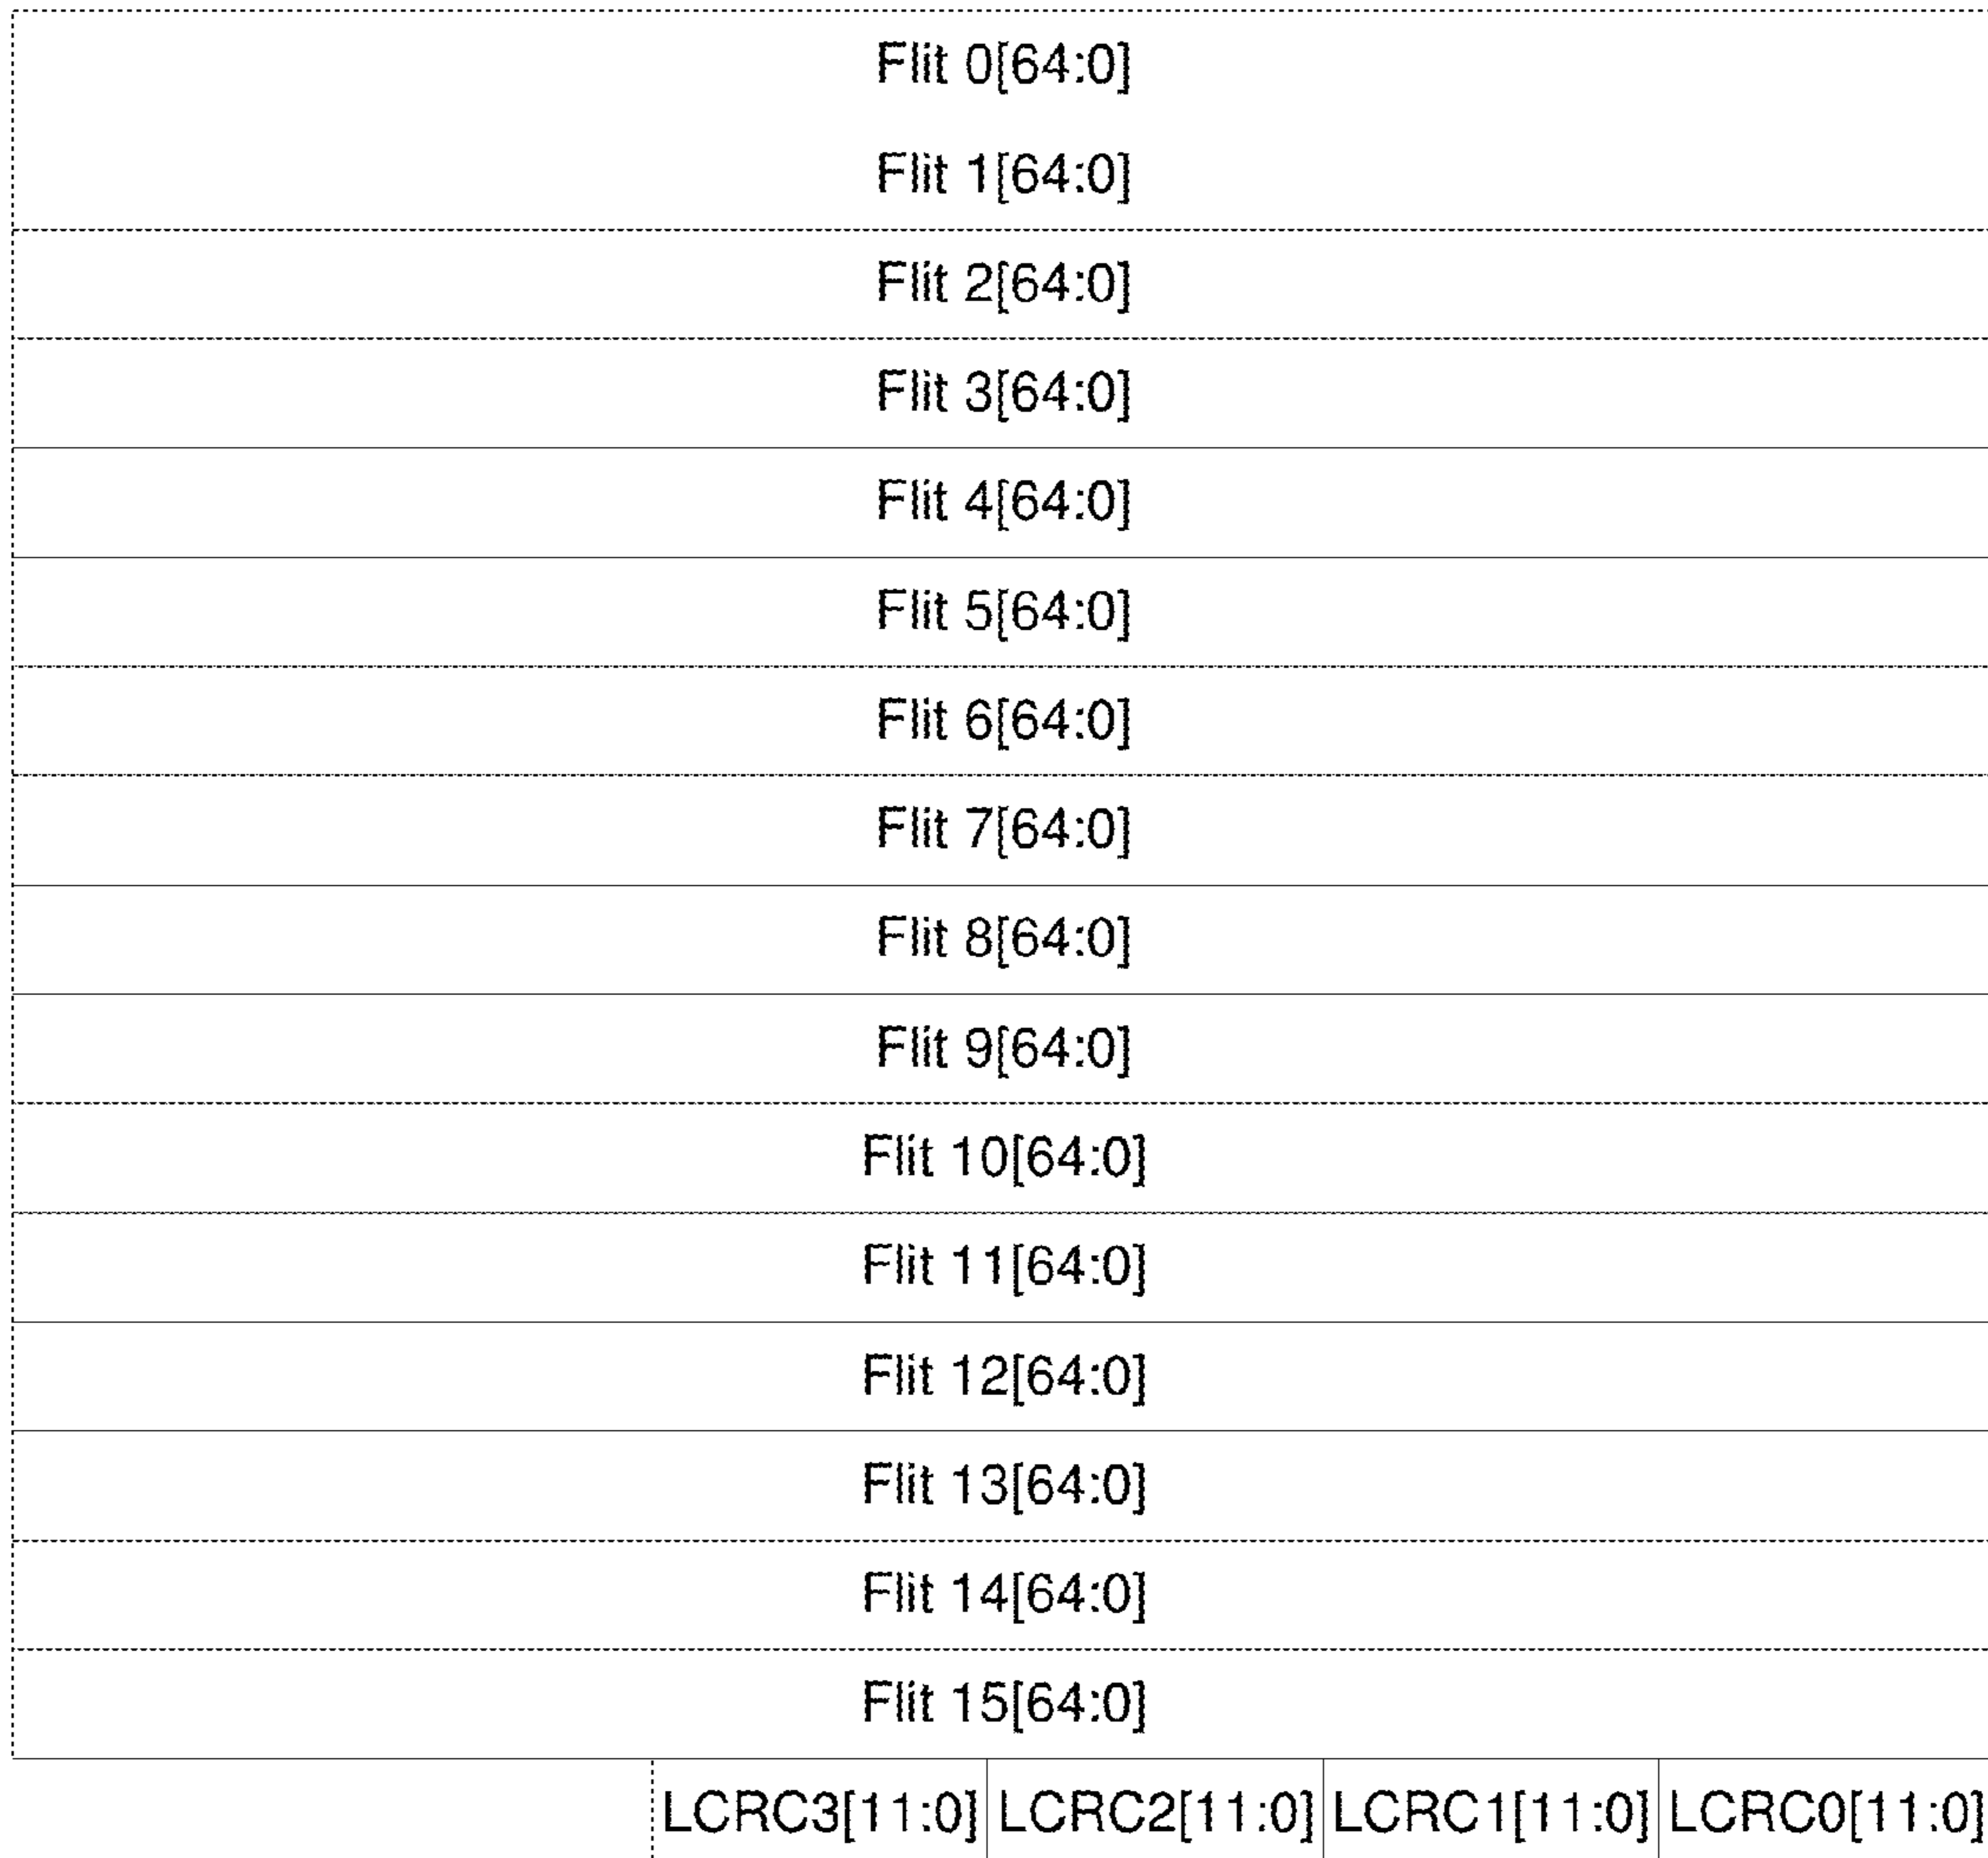 Flit 0[64:0]
Flit 1[64:0]
Flit 2[64:0]
Flit 3[64:0]
Flit 4[64:0]
Flit 5[64:0]
Flit 6[64:0]
Flit 7[64:0]
Flit 8[64:0]
Flit 9[64:0]
Flit 10[64:0]
Flit 11[64:0]
Flit 12[64:0]
Flit 13[64:0]
Flit 14[64:0]
Flit 15[64:0]
LCRC3[11:0] LCRC2[11:0] LCRC1[11:0] LCRC0[11:0]